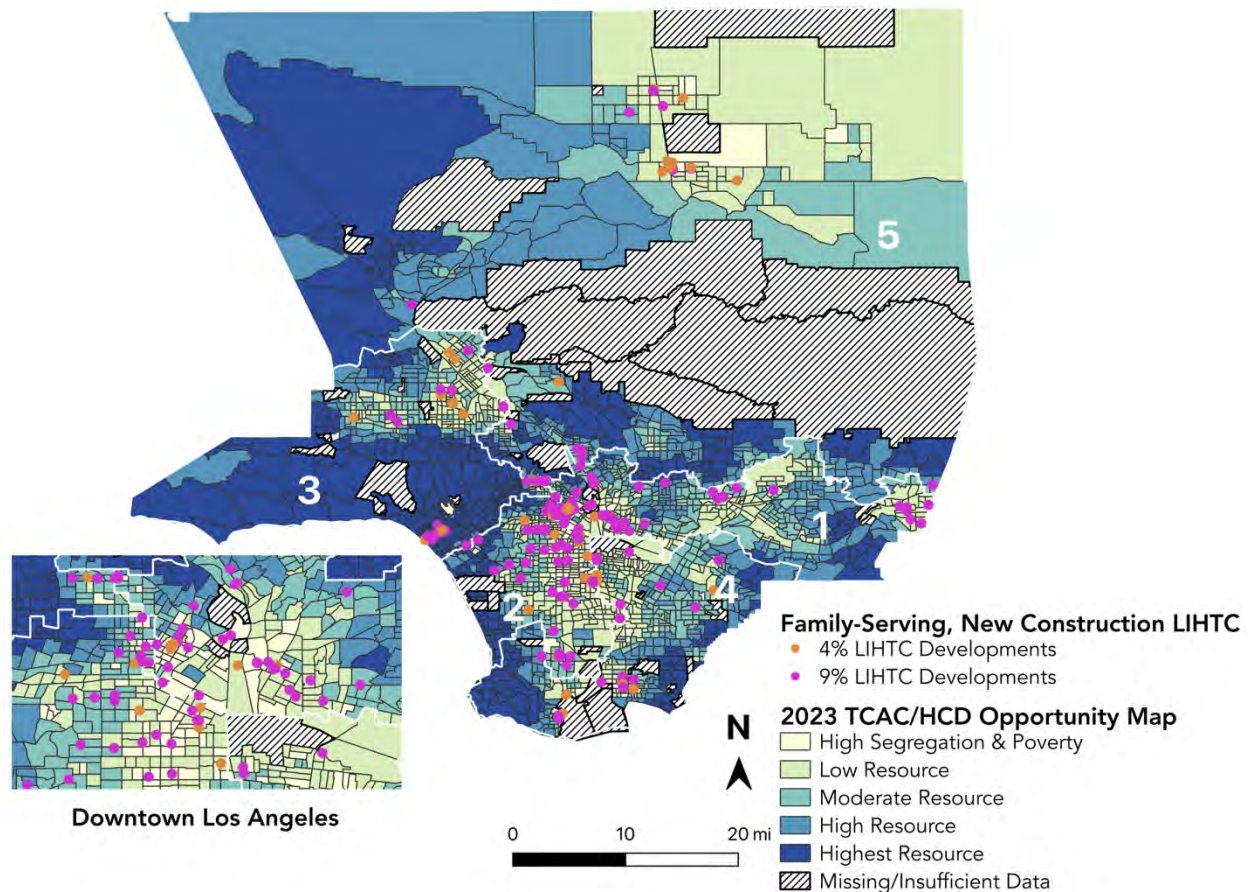 5
3
1
4
2
Downtown Los Angeles
Family-Serving, New Construction LIHTC
4% LIHTC Developments
9% LIHTC Developments
N
2023 TCAC/HCD Opportunity Map
High Segregation & Poverty
Low Resource
Moderate Resource
High Resource
Highest Resource
Missing/Insufficient Data
0 10 20 mi